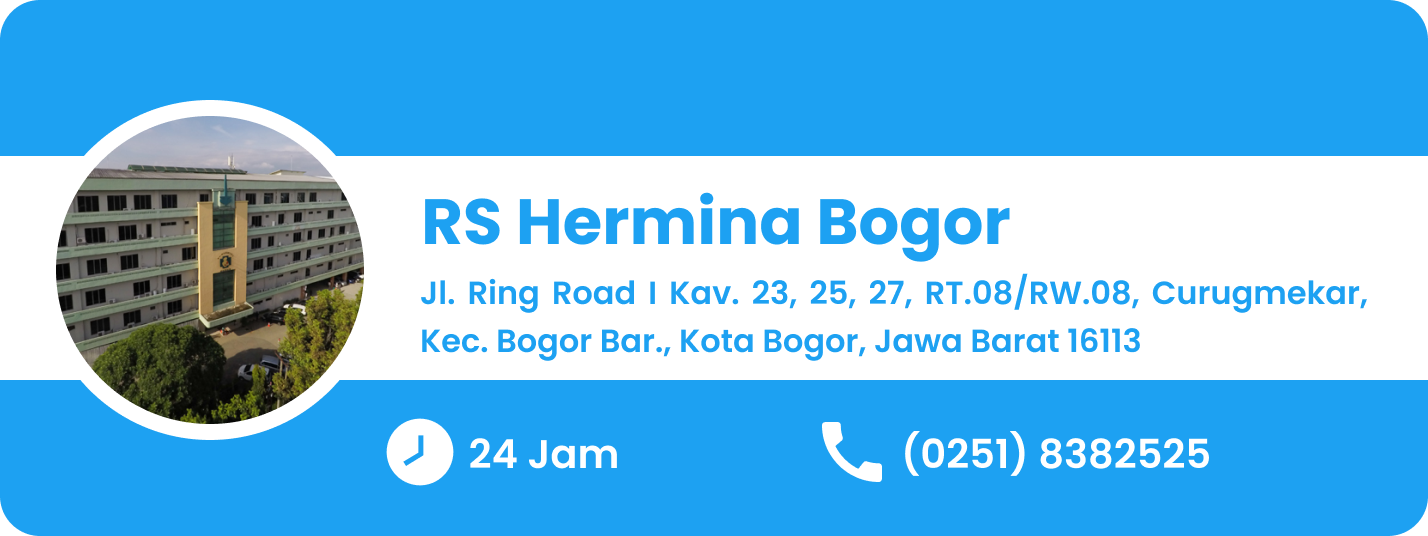 RS Hermina Bogor
Jl. Ring Road I Kav. 23, 25, 27, RT.08/RW.08, Curugmekar,
Kec. Bogor Bar., Kota Bogor, Jawa Barat 16113
24 Jam
(0251) 8382525